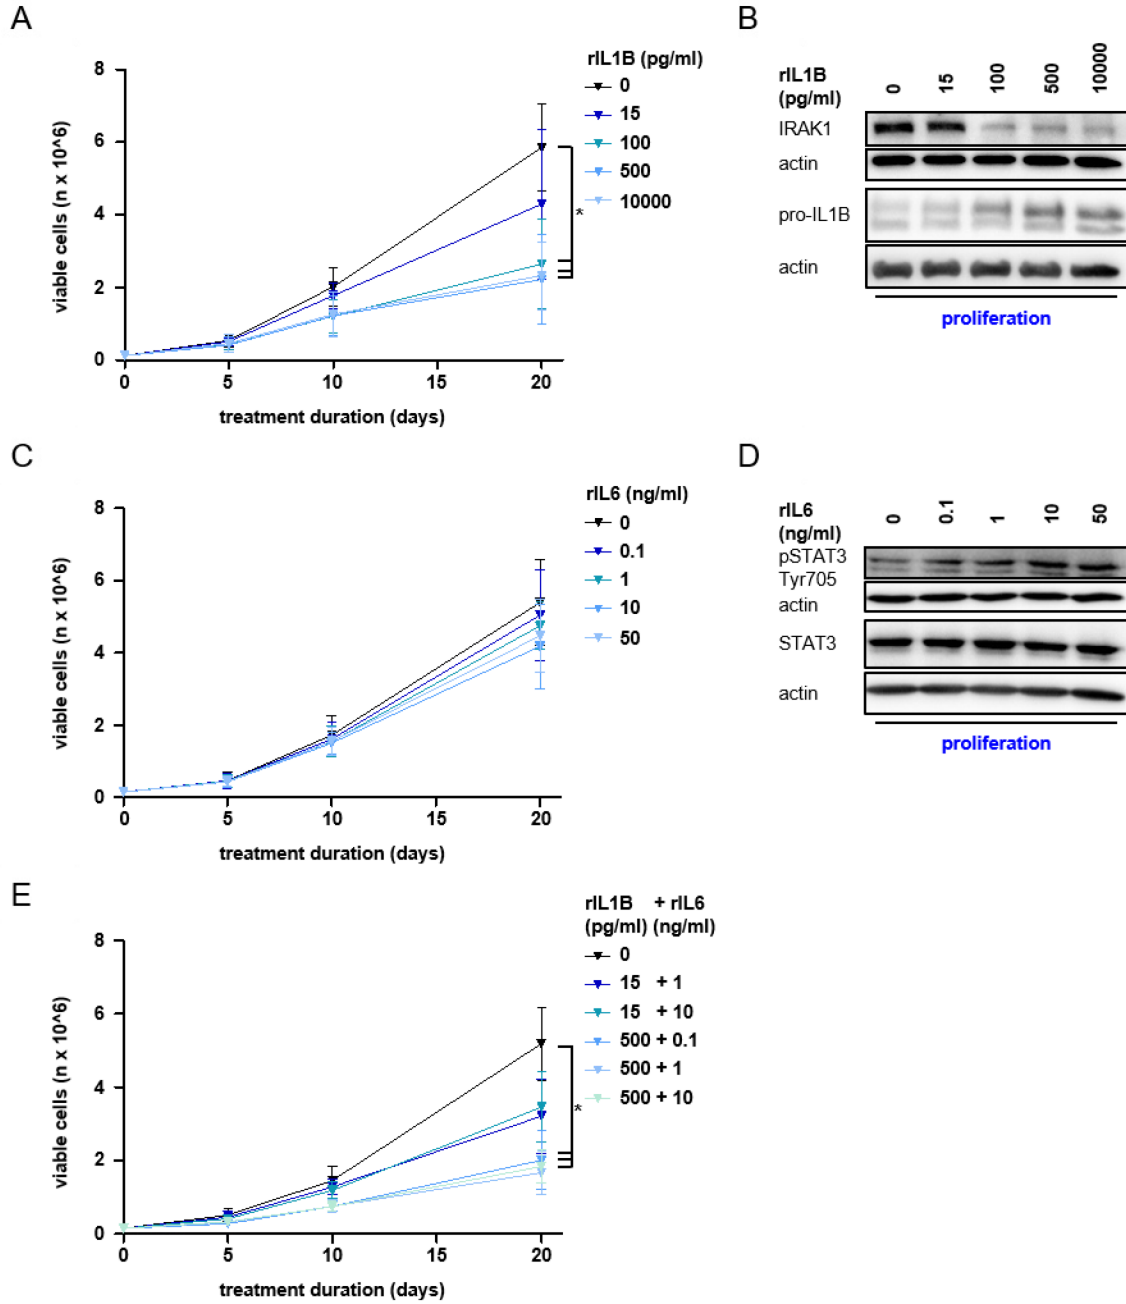 A
rIL1B (pg/ml)
0
15
100
500
10000
8
6
4
2
0
*
viable cells (n x 10^6)
0 5 10 15 20
treatment duration (days)
B
rIL1B
(pg/ml)
0 15 100 500 10000
IRAK1
actin
pro-IL1B
actin
proliferation
C
rIL6 (ng/ml)
0
0.1
1
10
50
8
6
4
2
0
viable cells (n x 10^6)
0 5 10 15 20
treatment duration (days)
D
rIL6
(ng/ml)
0 0.1 1 10 50
pSTAT3
Tyr705
actin
STAT3
actin
proliferation
E
rIL1B + rIL6
(pg/ml) (ng/ml)
0
15 + 1
15 + 10
500 + 0.1
500 + 1
500 + 10
8
6
4
2
0
*
viable cells (n x 10^6)
0 5 10 15 20
treatment duration (days)